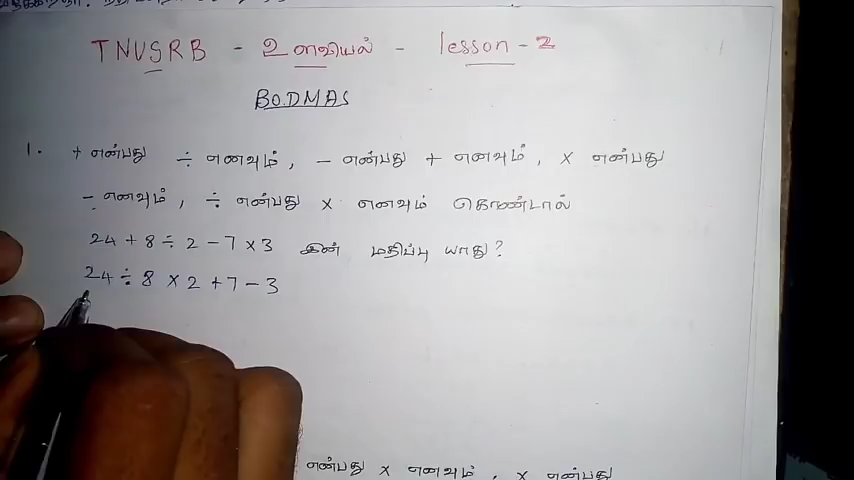 TNUSRB - உளவியல் - lesson - 2
BODMAS
1. + என்பது ÷ எனவும், - என்பது + எனவும், × என்பது
- எனவும், ÷ என்பது × எனவும் கொண்டால்
24 + 8 ÷ 2 - 7 × 3 இன் மதிப்பு யாது?
24 ÷ 8 × 2 + 7 - 3
என்பது × எனவும், × என்பது